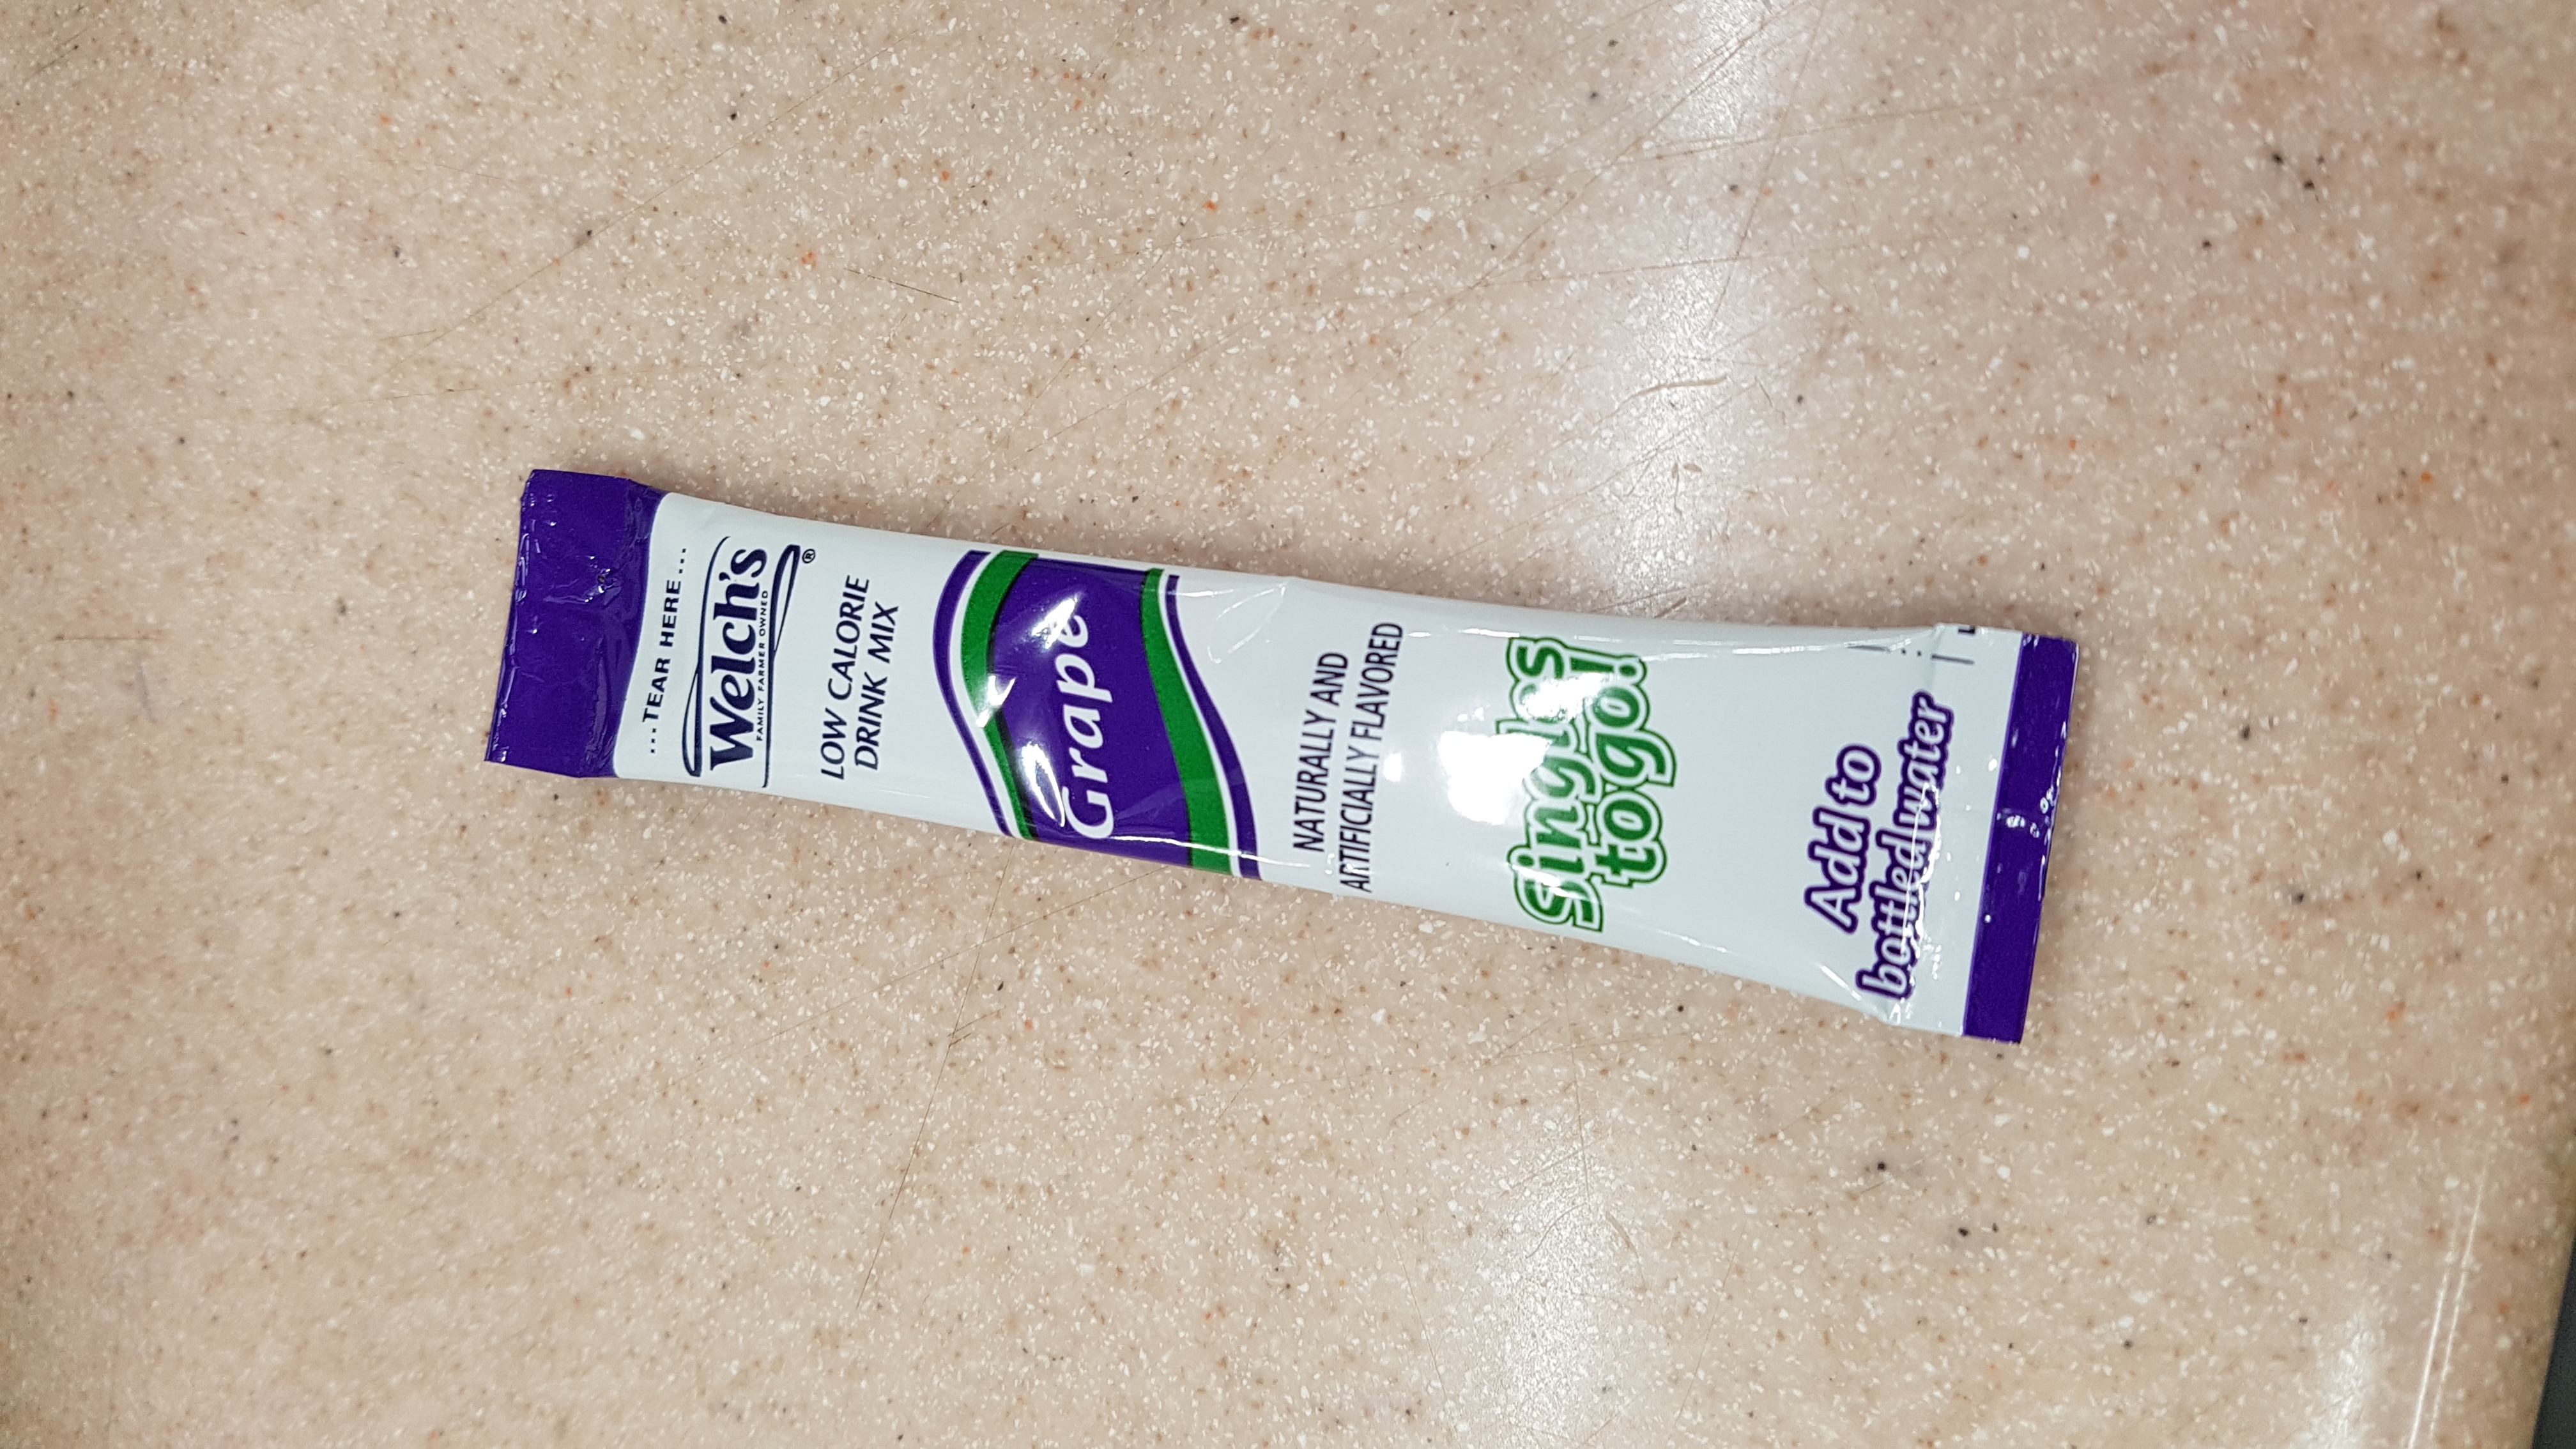 ...TEAR HERE...
Welch's®
FAMILY FARMER OWNED
LOW CALORIE
DRINK MIX
Grape
NATURALLY AND
ARTIFICIALLY FLAVORED
Singles
to go!
Add to
bottled water